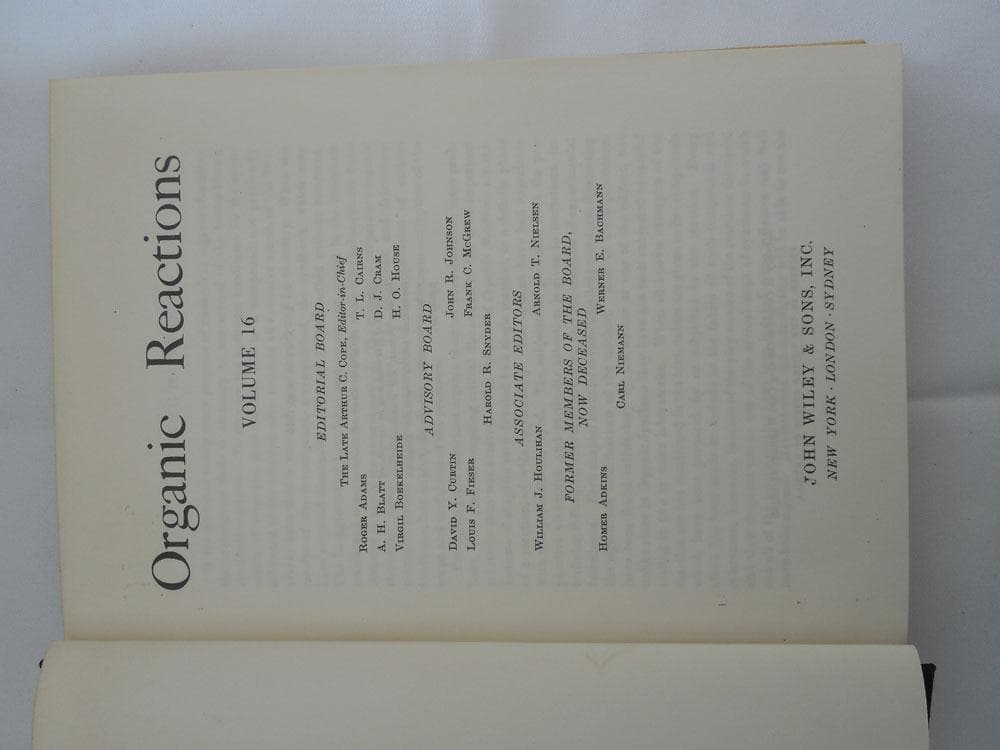 Organic Reactions
VOLUME 16
EDITORIAL BOARD
THE LATE ARTHUR C. COPE, Editor-in-Chief
ROGER ADAMS T. L. CAIRNS
A. H. BLATT D. J. CRAM
VIRGIL BOEKELHEIDE H. O. HOUSE
ADVISORY BOARD
DAVID Y. CURTIN JOHN R. JOHNSON
LOUIS F. FIESER FRANK C. McGREW
HAROLD R. SNYDER
ASSOCIATE EDITORS
WILLIAM J. HOULIHAN ARNOLD T. NIELSEN
FORMER MEMBERS OF THE BOARD,
NOW DECEASED
HOMER ADKINS WERNER E. BACHMANN
CARL NIEMANN
JOHN WILEY & SONS, INC.
NEW YORK · LONDON · SYDNEY